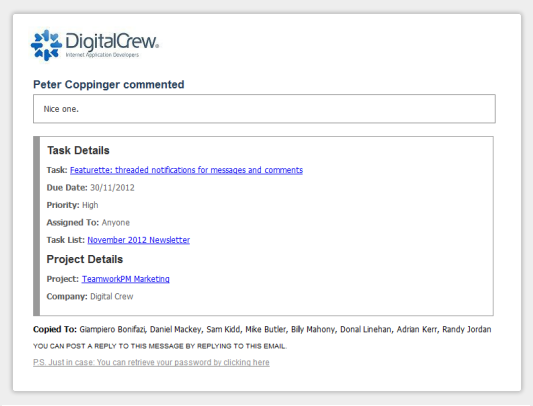 DigitalCrew.
Internet Application Developers
Peter Coppinger commented
Nice one.
Task Details
Task: Featurette: threaded notifications for messages and comments
Due Date: 30/11/2012
Priority: High
Assigned To: Anyone
Task List: November 2012 Newsletter
Project Details
Project: TeamworkPM Marketing
Company: Digital Crew
Copied To: Giampiero Bonifazi, Daniel Mackey, Sam Kidd, Mike Butler, Billy Mahony, Donal Linehan, Adrian Kerr, Randy Jordan
YOU CAN POST A REPLY TO THIS MESSAGE BY REPLYING TO THIS EMAIL.
P.S. Just in case: You can retrieve your password by clicking here